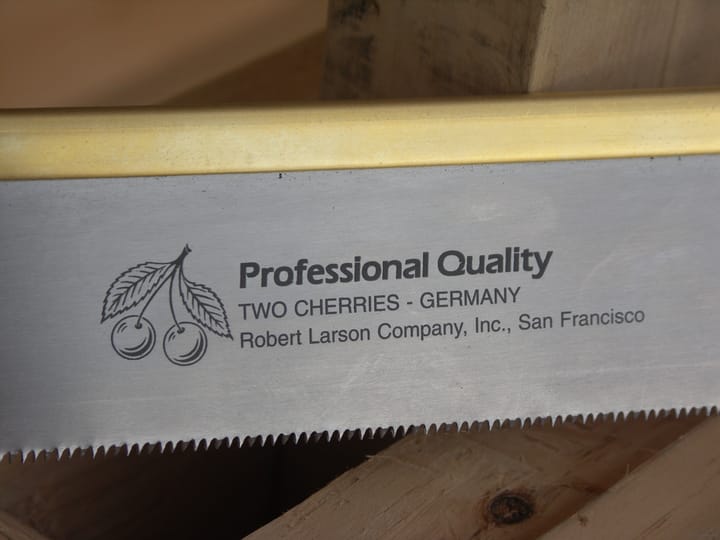 Professional Quality
TWO CHERRIES - GERMANY
Robert Larson Company, Inc., San Francisco